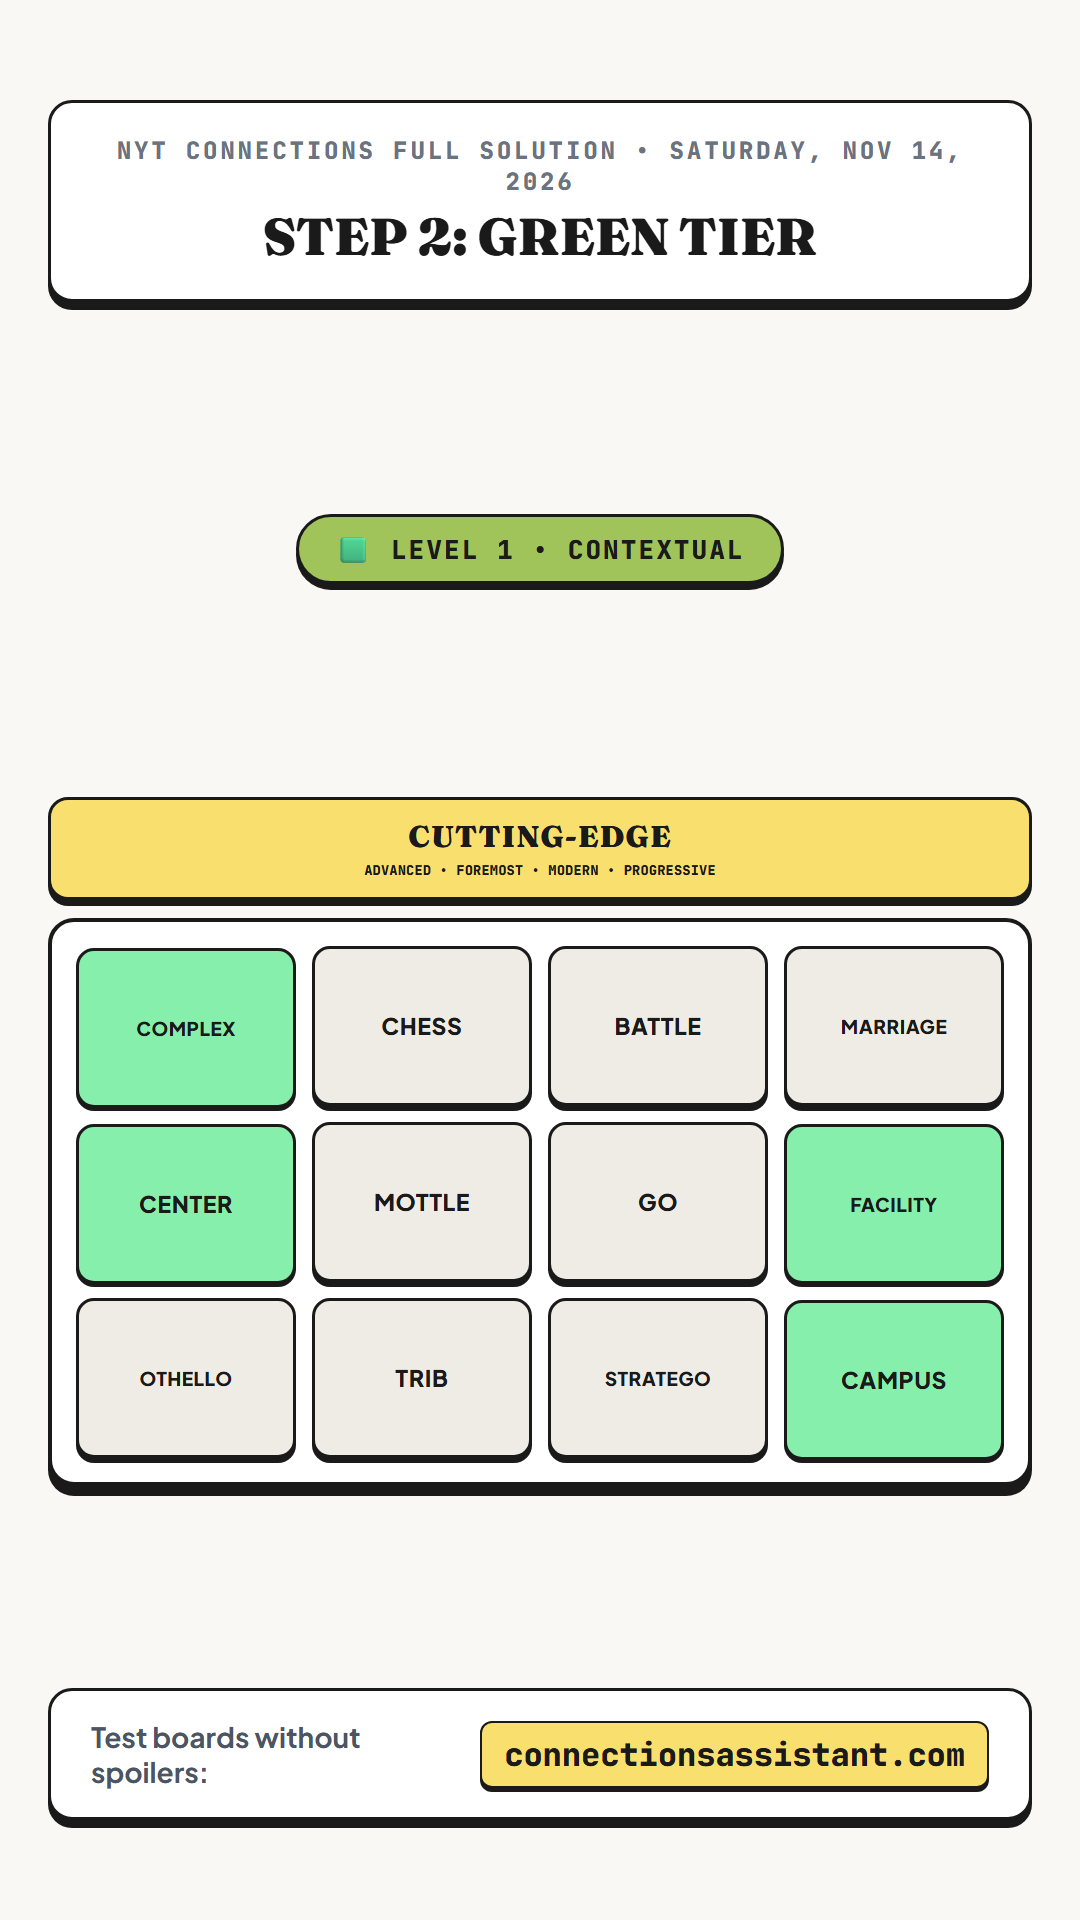 NYT CONNECTIONS FULL SOLUTION • SATURDAY, NOV 14,
2026
STEP 2: GREEN TIER
LEVEL 1 • CONTEXTUAL
CUTTING-EDGE
ADVANCED • FOREMOST • MODERN • PROGRESSIVE
COMPLEX CHESS BATTLE MARRIAGE
CENTER MOTTLE GO FACILITY
OTHELLO TRIB STRATEGO CAMPUS
Test boards without
spoilers:
connectionsassistant.com